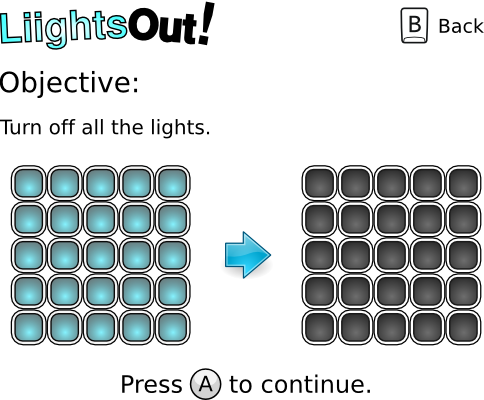 LiightsOut!
B Back
Objective:
Turn off all the lights.
Press A to continue.